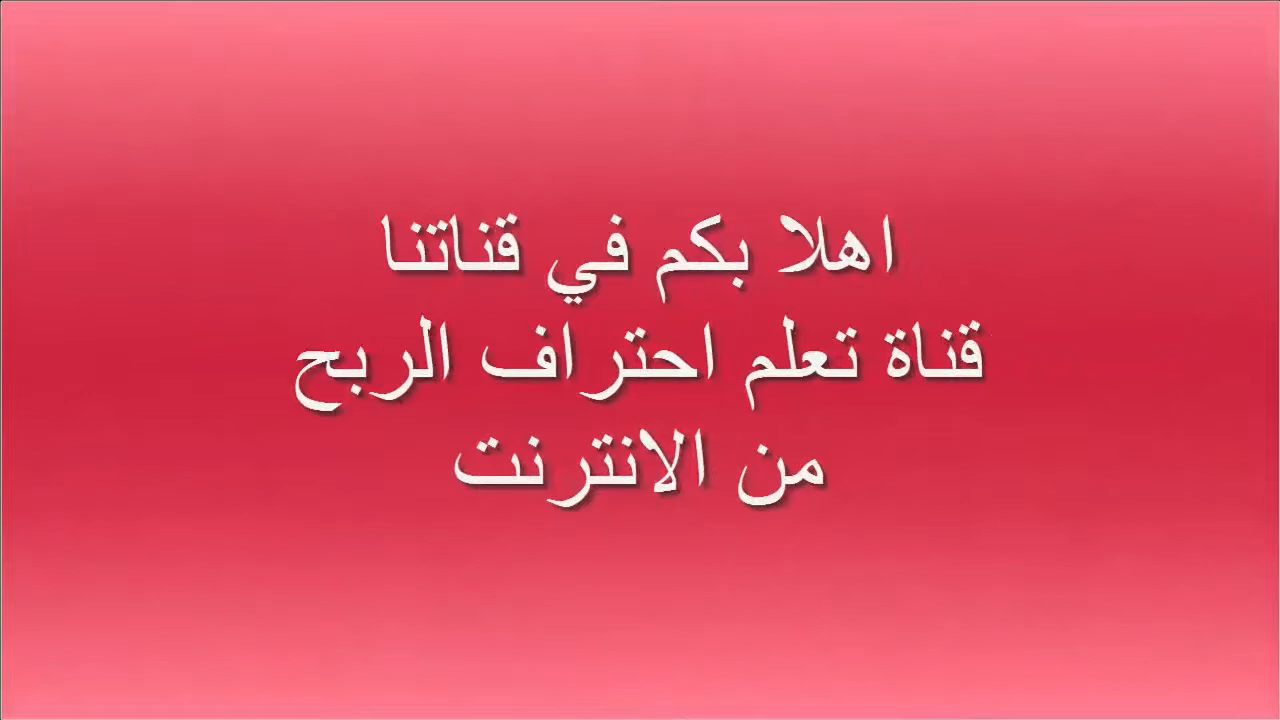 اهلا بكم في قناتنا
قناة تعلم احتراف الربح
من الانترنت